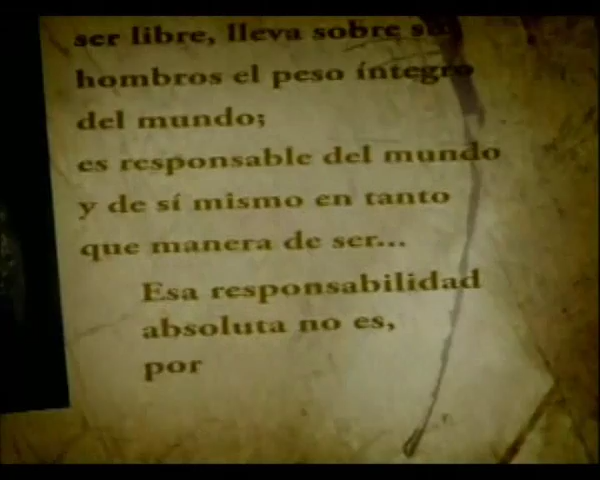 ser libre, lleva sobre sus
hombros el peso íntegro
del mundo;
es responsable del mundo
y de sí mismo en tanto
que manera de ser...
Esa responsabilidad
absoluta no es,
por